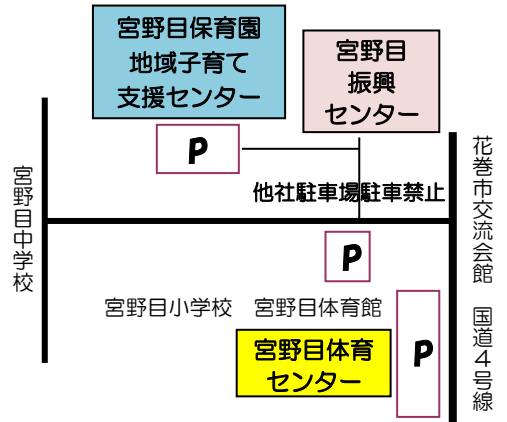 宮野目保育園
地域子育て
支援センター
宮野目
振興
センター
P
他社駐車場駐車禁止
宮野目中学校
花巻市交流会館 国道4号線
P
宮野目小学校 宮野目体育館
宮野目体育
センター
P